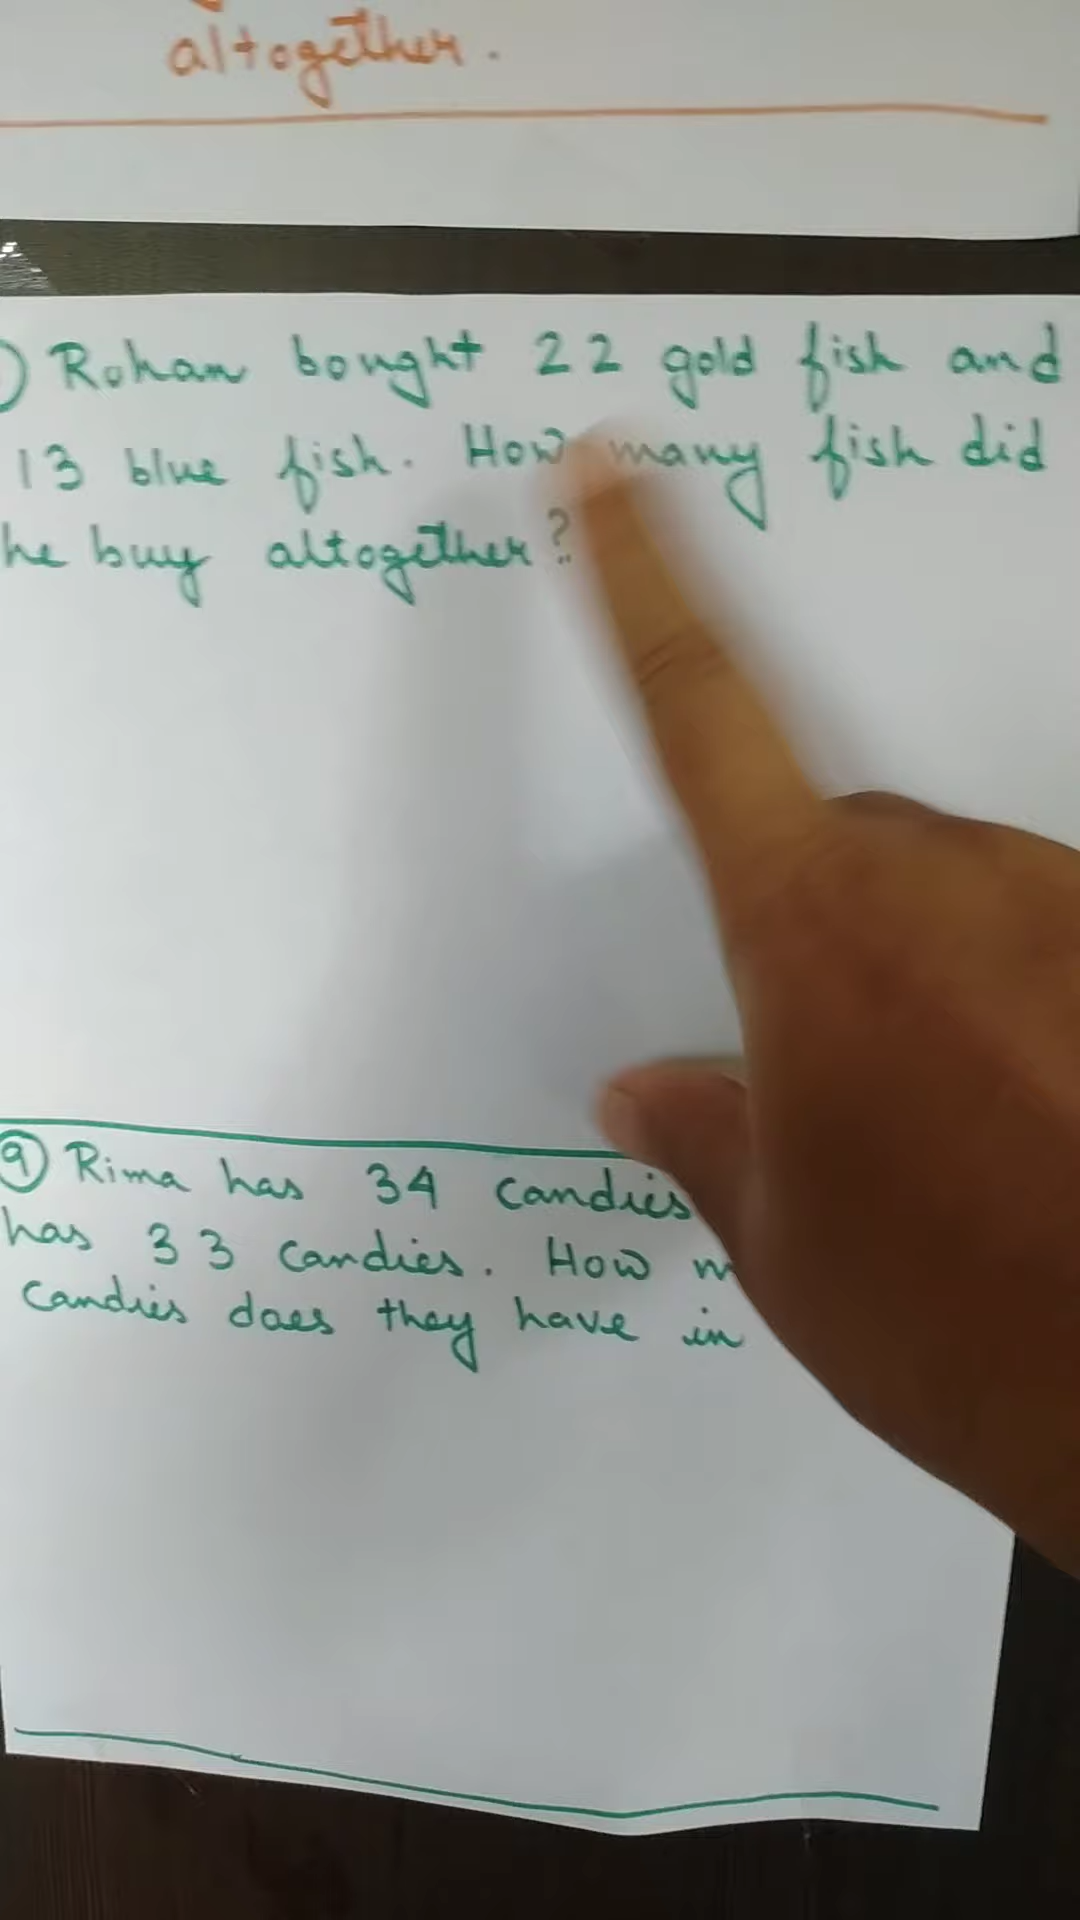 altogether.
) Rohan bought 22 gold fish and
13 blue fish. How many fish did
he buy altogether?
9 Rima has 34 candies
has 33 candies. How
candies does they have in